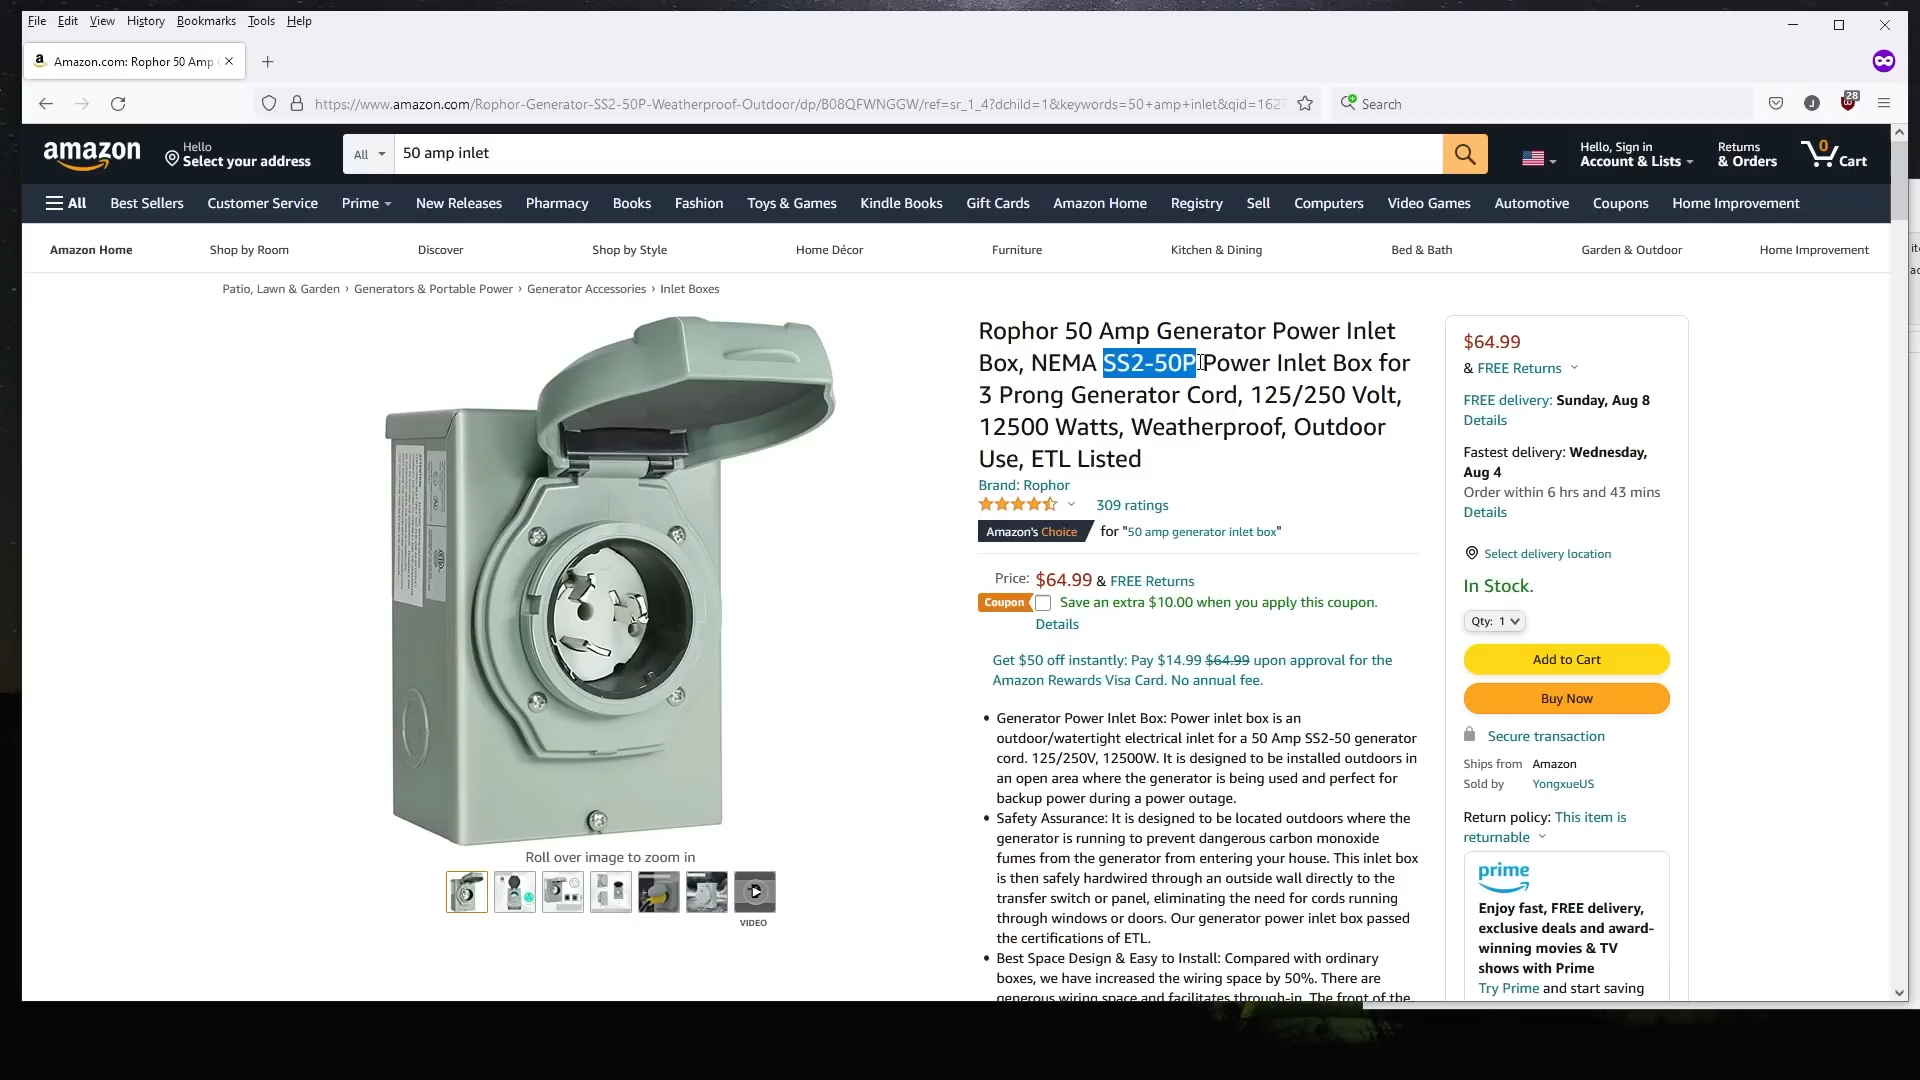 File Edit View History Bookmarks Tools Help
Amazon.com: Rophor 50 Amp
28
https://www.amazon.com/Rophor-Generator-SS2-50P-Weatherproof-Outdoor/dp/B08QFWNGGW/ref=sr_1_4?dchild=1&keywords=50+amp+inlet&qid=1627
Search
amazon
Hello
Select your address
All
50 amp inlet
Hello, Sign in
Account & Lists
Returns
& Orders
0
Cart
All Best Sellers Customer Service Prime New Releases Pharmacy Books Fashion Toys & Games Kindle Books Gift Cards Amazon Home Registry Sell Computers Video Games Automotive Coupons Home Improvement
Amazon Home Shop by Room Discover Shop by Style Home Décor Furniture Kitchen & Dining Bed & Bath Garden & Outdoor Home Improvement
Patio, Lawn & Garden › Generators & Portable Power › Generator Accessories › Inlet Boxes
Roll over image to zoom in
VIDEO
Rophor 50 Amp Generator Power Inlet
Box, NEMA SS2-50P Power Inlet Box for
3 Prong Generator Cord, 125/250 Volt,
12500 Watts, Weatherproof, Outdoor
Use, ETL Listed
Brand: Rophor
309 ratings
Amazon's Choice for "50 amp generator inlet box"
Price: $64.99 & FREE Returns
Coupon Save an extra $10.00 when you apply this coupon.
Details
Get $50 off instantly: Pay $14.99 $64.99 upon approval for the
Amazon Rewards Visa Card. No annual fee.
• Generator Power Inlet Box: Power inlet box is an
outdoor/watertight electrical inlet for a 50 Amp SS2-50 generator
cord. 125/250V, 12500W. It is designed to be installed outdoors in
an open area where the generator is being used and perfect for
backup power during a power outage.
• Safety Assurance: It is designed to be located outdoors where the
generator is running to prevent dangerous carbon monoxide
fumes from the generator from entering your house. This inlet box
is then safely hardwired through an outside wall directly to the
transfer switch or panel, eliminating the need for cords running
through windows or doors. Our generator power inlet box passed
the certifications of ETL.
• Best Space Design & Easy to Install: Compared with ordinary
boxes, we have increased the wiring space by 50%. There are
generous wiring space and facilitates through-in. The front of the
$64.99
& FREE Returns
FREE delivery: Sunday, Aug 8
Details
Fastest delivery: Wednesday,
Aug 4
Order within 6 hrs and 43 mins
Details
Select delivery location
In Stock.
Qty: 1
Add to Cart
Buy Now
Secure transaction
Ships from Amazon
Sold by YongxueUS
Return policy: This item is
returnable
prime
Enjoy fast, FREE delivery,
exclusive deals and award-
winning movies & TV
shows with Prime
Try Prime and start saving